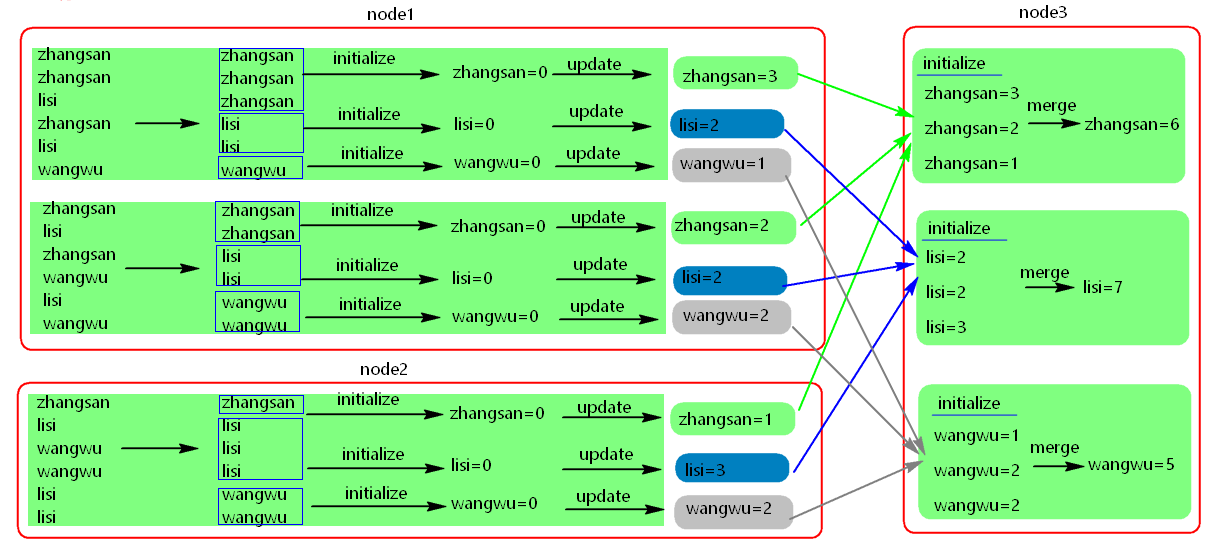 node1
node3
zhangsan
zhangsan
lisi
zhangsan
lisi
wangwu
zhangsan
zhangsan
zhangsan
lisi
lisi
wangwu
initialize
zhangsan=0
update
zhangsan=3
initialize
lisi=0
update
lisi=2
initialize
wangwu=0
update
wangwu=1
zhangsan
lisi
zhangsan
wangwu
lisi
wangwu
zhangsan
zhangsan
lisi
lisi
wangwu
wangwu
initialize
zhangsan=0
update
zhangsan=2
initialize
lisi=0
update
lisi=2
initialize
wangwu=0
update
wangwu=2
node2
zhangsan
lisi
wangwu
wangwu
lisi
lisi
zhangsan
lisi
lisi
lisi
wangwu
wangwu
initialize
zhangsan=0
update
zhangsan=1
initialize
lisi=0
update
lisi=3
initialize
wangwu=0
update
wangwu=2
initialize
zhangsan=3
zhangsan=2
zhangsan=1
merge
zhangsan=6
initialize
lisi=2
lisi=2
lisi=3
merge
lisi=7
initialize
wangwu=1
wangwu=2
wangwu=2
merge
wangwu=5